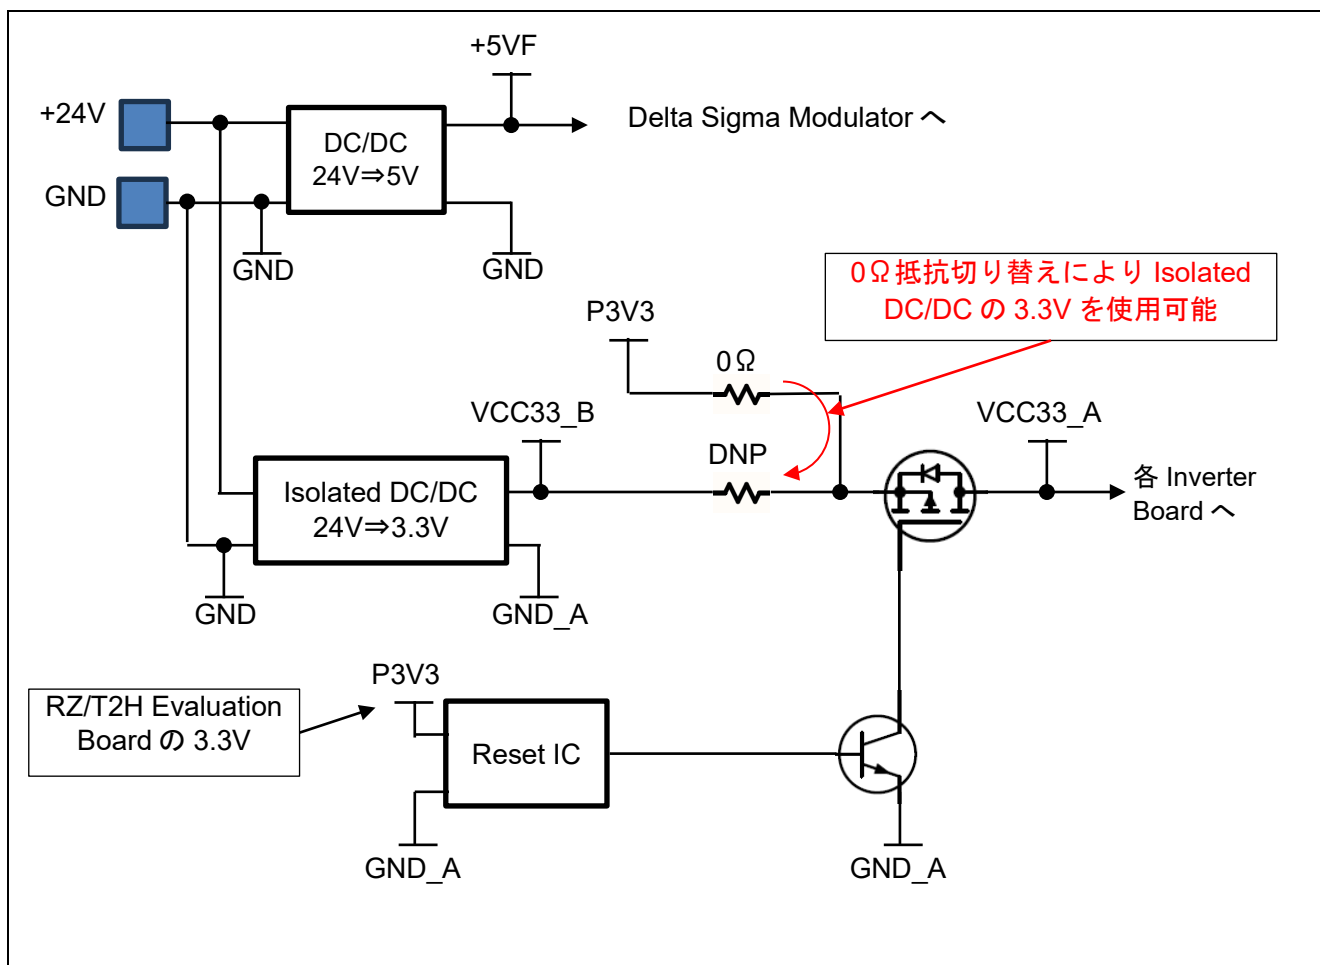 +5VF
+24V
DC/DC
24V⇒5V
Delta Sigma Modulator へ
GND
GND
GND
0Ω抵抗切り替えにより Isolated
DC/DC の 3.3V を使用可能
P3V3
0Ω
VCC33_B
DNP
VCC33_A
Isolated DC/DC
24V⇒3.3V
各 Inverter
Board へ
GND
GND_A
P3V3
RZ/T2H Evaluation
Board の 3.3V
Reset IC
GND_A
GND_A